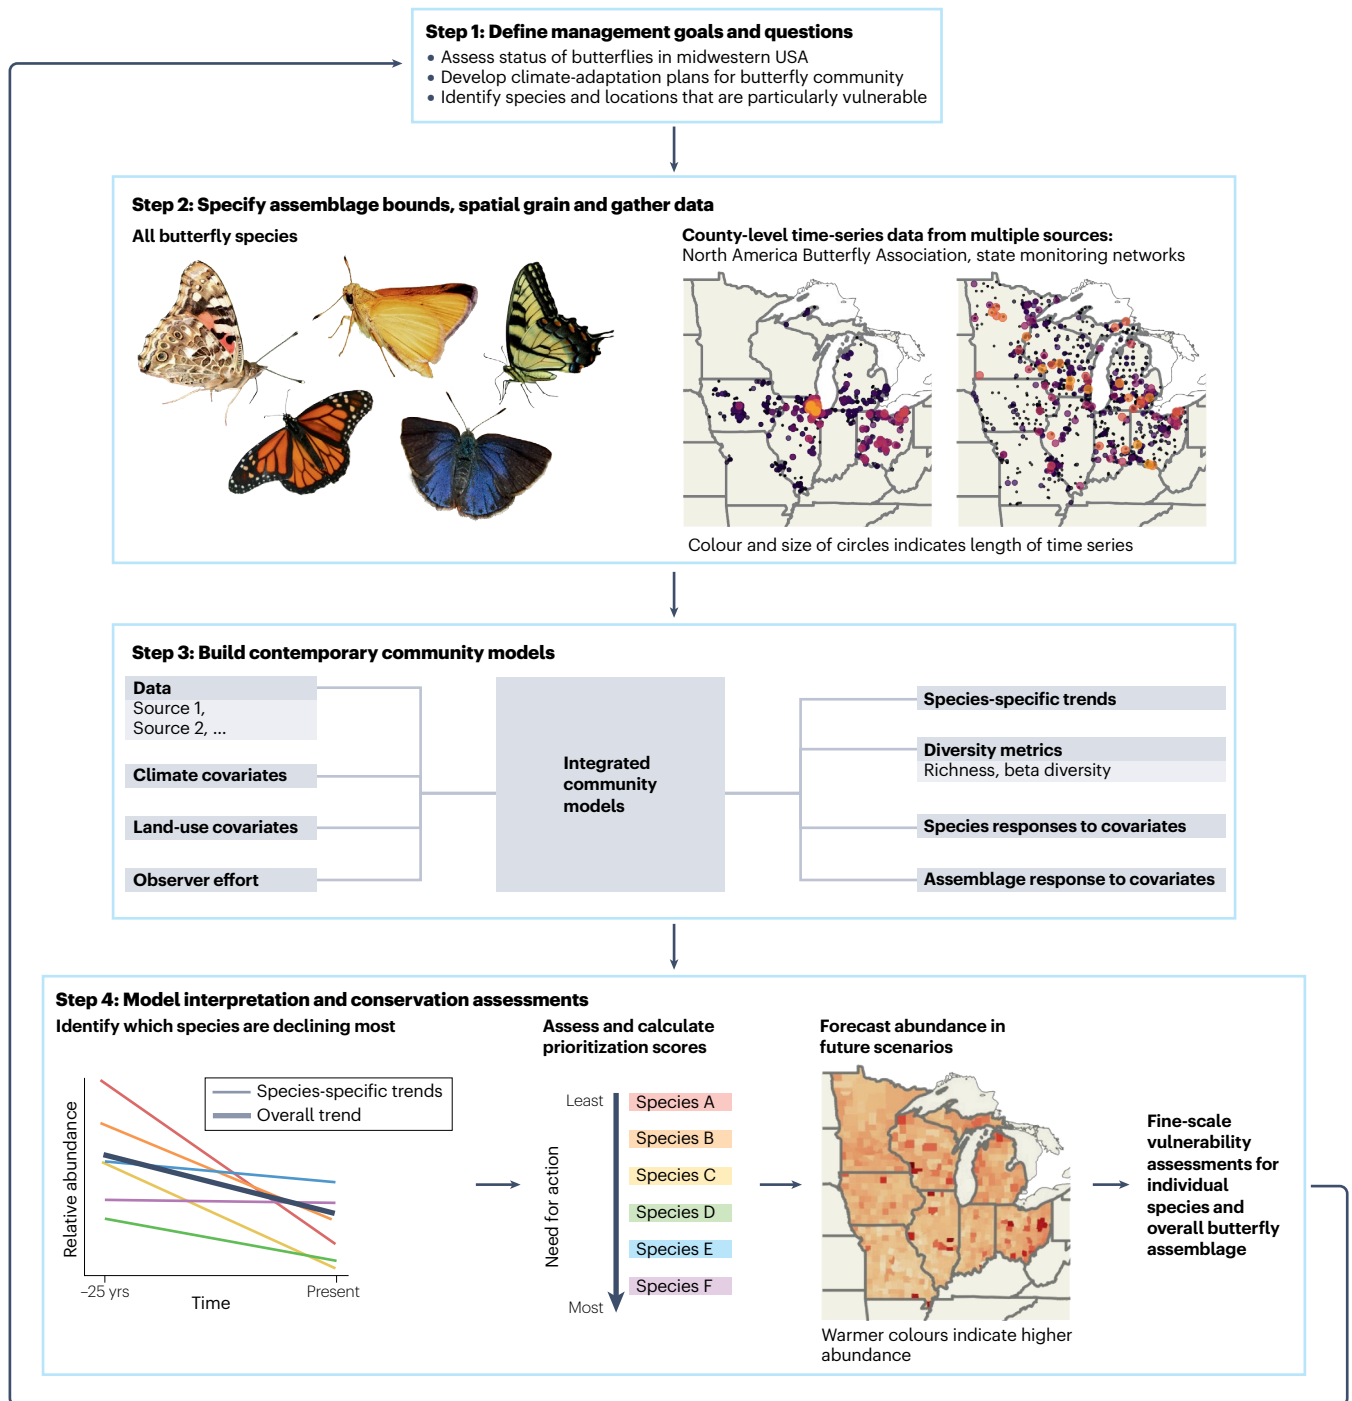 Step 1: Define management goals and questions
• Assess status of butterflies in midwestern USA
• Develop climate-adaptation plans for butterfly community
• Identify species and locations that are particularly vulnerable
Step 2: Specify assemblage bounds, spatial grain and gather data
All butterfly species
County-level time-series data from multiple sources:
North America Butterfly Association, state monitoring networks
Colour and size of circles indicates length of time series
Step 3: Build contemporary community models
Data
Source 1,
Source 2, ...
Climate covariates
Land-use covariates
Observer effort
Integrated
community
models
Species-specific trends
Diversity metrics
Richness, beta diversity
Species responses to covariates
Assemblage response to covariates
Step 4: Model interpretation and conservation assessments
Identify which species are declining most
Relative abundance
Species-specific trends
Overall trend
–25 yrs
Present
Time
Assess and calculate
prioritization scores
Need for action
Least
Most
Species A
Species B
Species C
Species D
Species E
Species F
Forecast abundance in
future scenarios
Warmer colours indicate higher
abundance
Fine-scale
vulnerability
assessments for
individual
species and
overall butterfly
assemblage